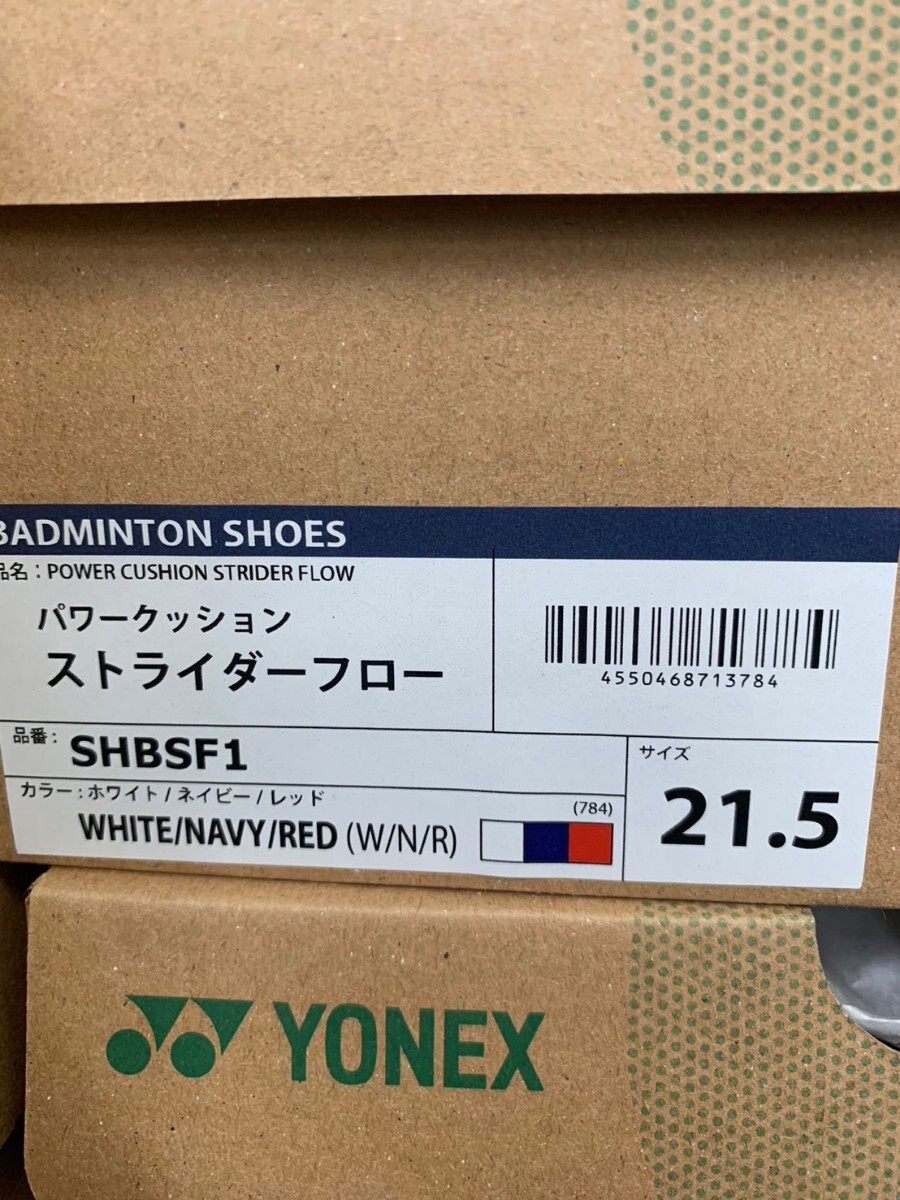 BADMINTON SHOES
品名：POWER CUSHION STRIDER FLOW
パワークッション
ストライダーフロー
4550468713784
品番：SHBSF1
カラー：ホワイト/ネイビー/レッド
(784)
WHITE/NAVY/RED (W/N/R)
サイズ
21.5
YONEX